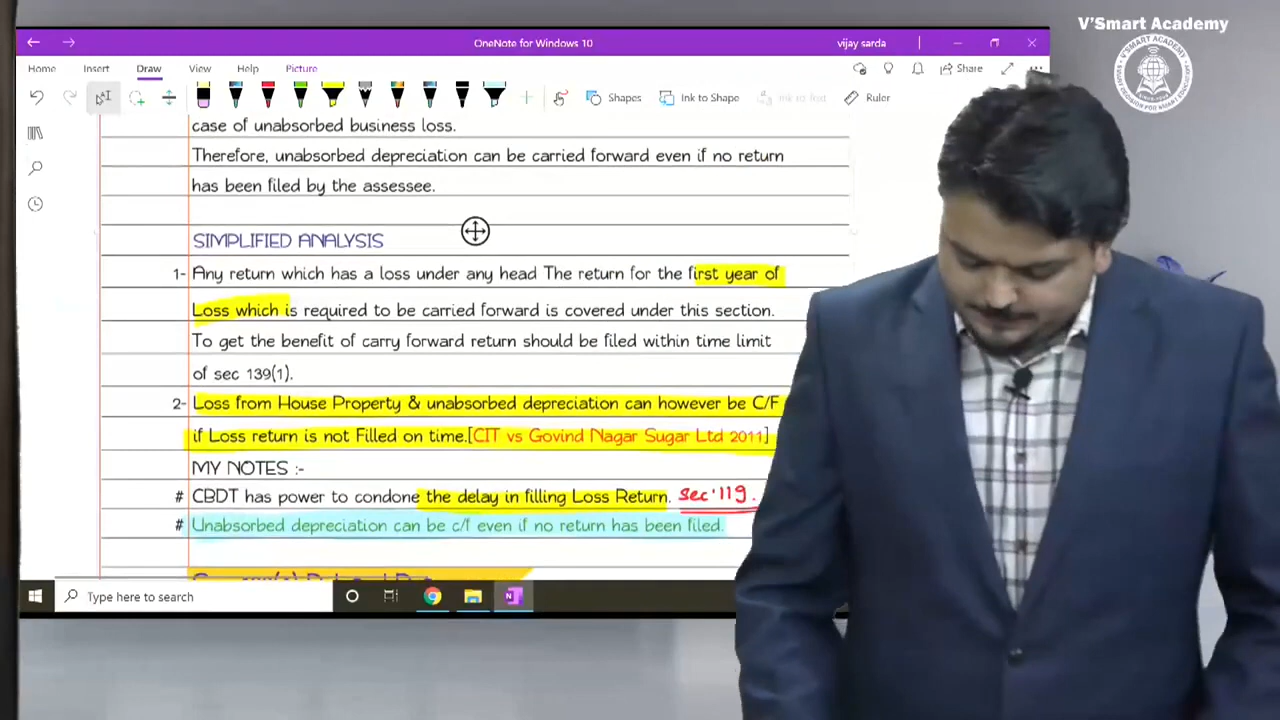 V'Smart Academy
OneNote for Windows 10
vijay sarda
Home
Insert
Draw
View
Help
Picture
Share
Shapes
Ink to Shape
Ink to Text
Ruler
case of unabsorbed business loss.
Therefore, unabsorbed depreciation can be carried forward even if no return
has been filed by the assessee.
SIMPLIFIED ANALYSIS
1- Any return which has a loss under any head The return for the first year of
Loss which is required to be carried forward is covered under this section.
To get the benefit of carry forward return should be filed within time limit
of sec 139(1).
2- Loss from House Property & unabsorbed depreciation can however be C/F
if Loss return is not Filled on time.[CIT vs Govind Nagar Sugar Ltd 2011]
MY NOTES :-
# CBDT has power to condone the delay in filling Loss Return. sec.119.
# Unabsorbed depreciation can be c/f even if no return has been filed.
Type here to search